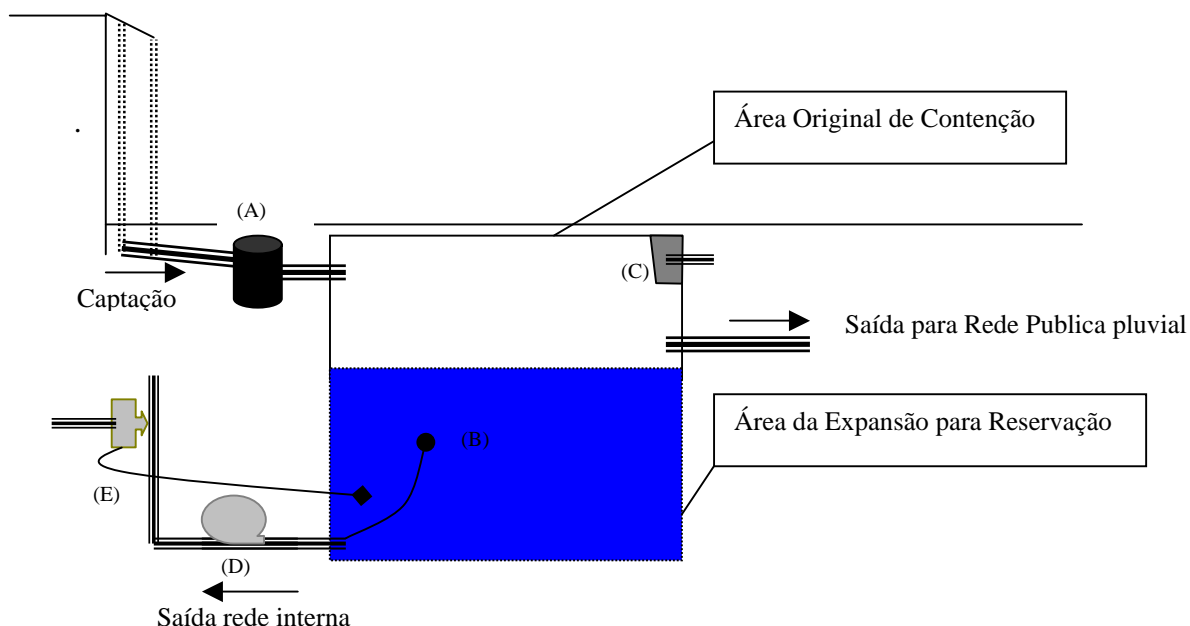 Área Original de Contenção
(A)
(C)
Captação
Saída para Rede Publica pluvial
Área da Expansão para Reservação
(B)
(E)
(D)
Saída rede interna